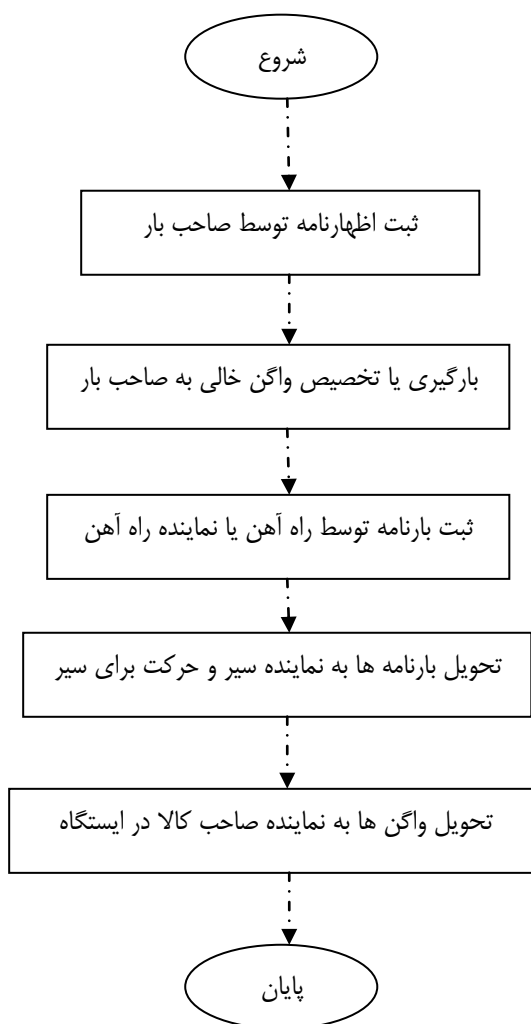 شروع
ثبت اظهارنامه توسط صاحب بار
بارگیری یا تخصیص واگن خالی به صاحب بار
ثبت بارنامه توسط راه آهن یا نماینده راه آهن
تحویل بارنامه ها به نماینده سیر و حرکت برای سیر
تحویل واگن ها به نماینده صاحب کالا در ایستگاه
پایان